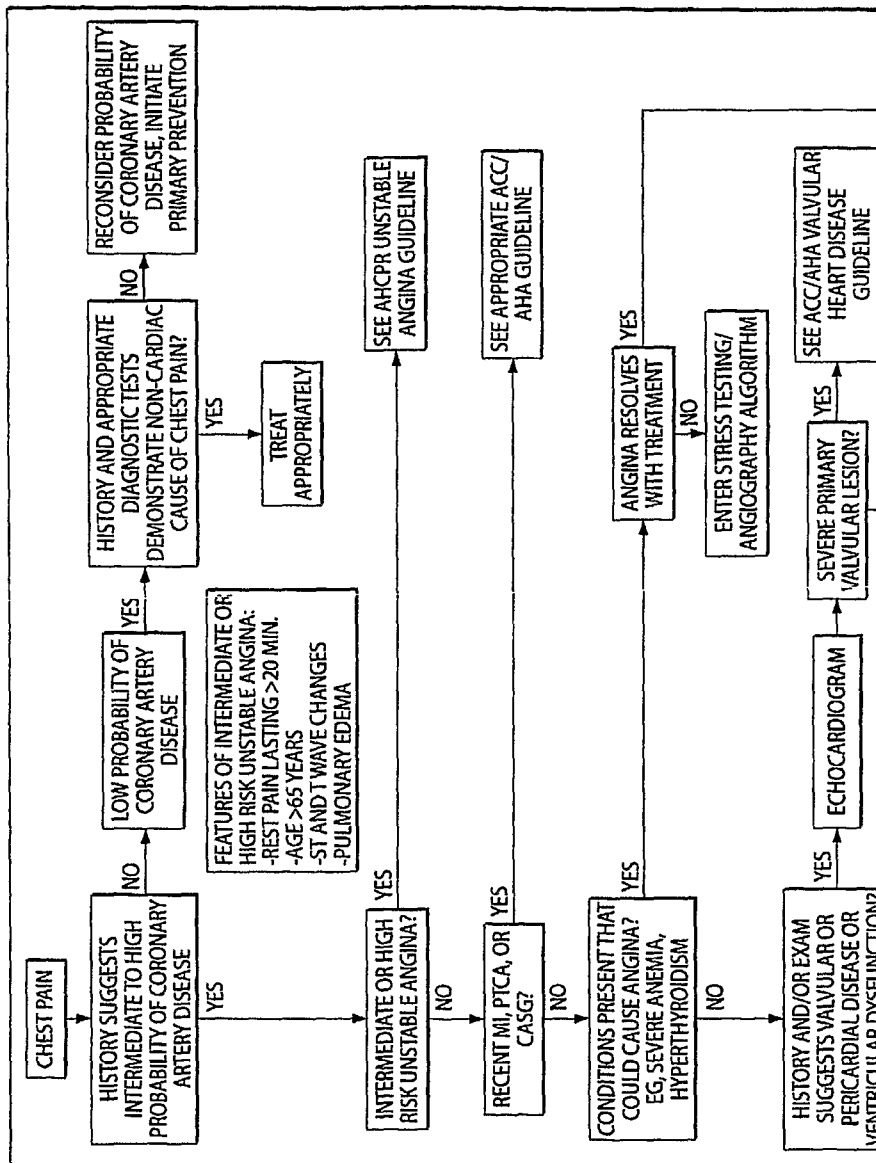 CHEST PAIN
HISTORY SUGGESTS
INTERMEDIATE TO HIGH
PROBABILITY OF CORONARY
ARTERY DISEASE
NO
LOW PROBABILITY OF
CORONARY ARTERY
DISEASE
YES
HISTORY AND APPROPRIATE
DIAGNOSTIC TESTS
DEMONSTRATE NON-CARDIAC
CAUSE OF CHEST PAIN?
NO
RECONSIDER PROBABILITY
OF CORONARY ARTERY
DISEASE, INITIATE
PRIMARY PREVENTION
YES
TREAT
APPROPRIATELY
YES
FEATURES OF INTERMEDIATE OR
HIGH RISK UNSTABLE ANGINA:
-REST PAIN LASTING >20 MIN.
-AGE >65 YEARS
-ST AND T WAVE CHANGES
-PULMONARY EDEMA
INTERMEDIATE OR HIGH
RISK UNSTABLE ANGINA?
YES
SEE AHCPR UNSTABLE
ANGINA GUIDELINE
NO
RECENT MI, PTCA, OR
CASG?
YES
SEE APPROPRIATE ACC/
AHA GUIDELINE
NO
CONDITIONS PRESENT THAT
COULD CAUSE ANGINA?
EG, SEVERE ANEMIA,
HYPERTHYROIDISM
YES
ANGINA RESOLVES
WITH TREATMENT
YES
NO
ENTER STRESS TESTING/
ANGIOGRAPHY ALGORITHM
NO
HISTORY AND/OR EXAM
SUGGESTS VALVULAR OR
PERICARDIAL DISEASE OR
VENTRICULAR DYSFUNCTION?
YES
ECHOCARDIOGRAM
SEVERE PRIMARY
VALVULAR LESION?
YES
SEE ACC/AHA VALVULAR
HEART DISEASE
GUIDELINE